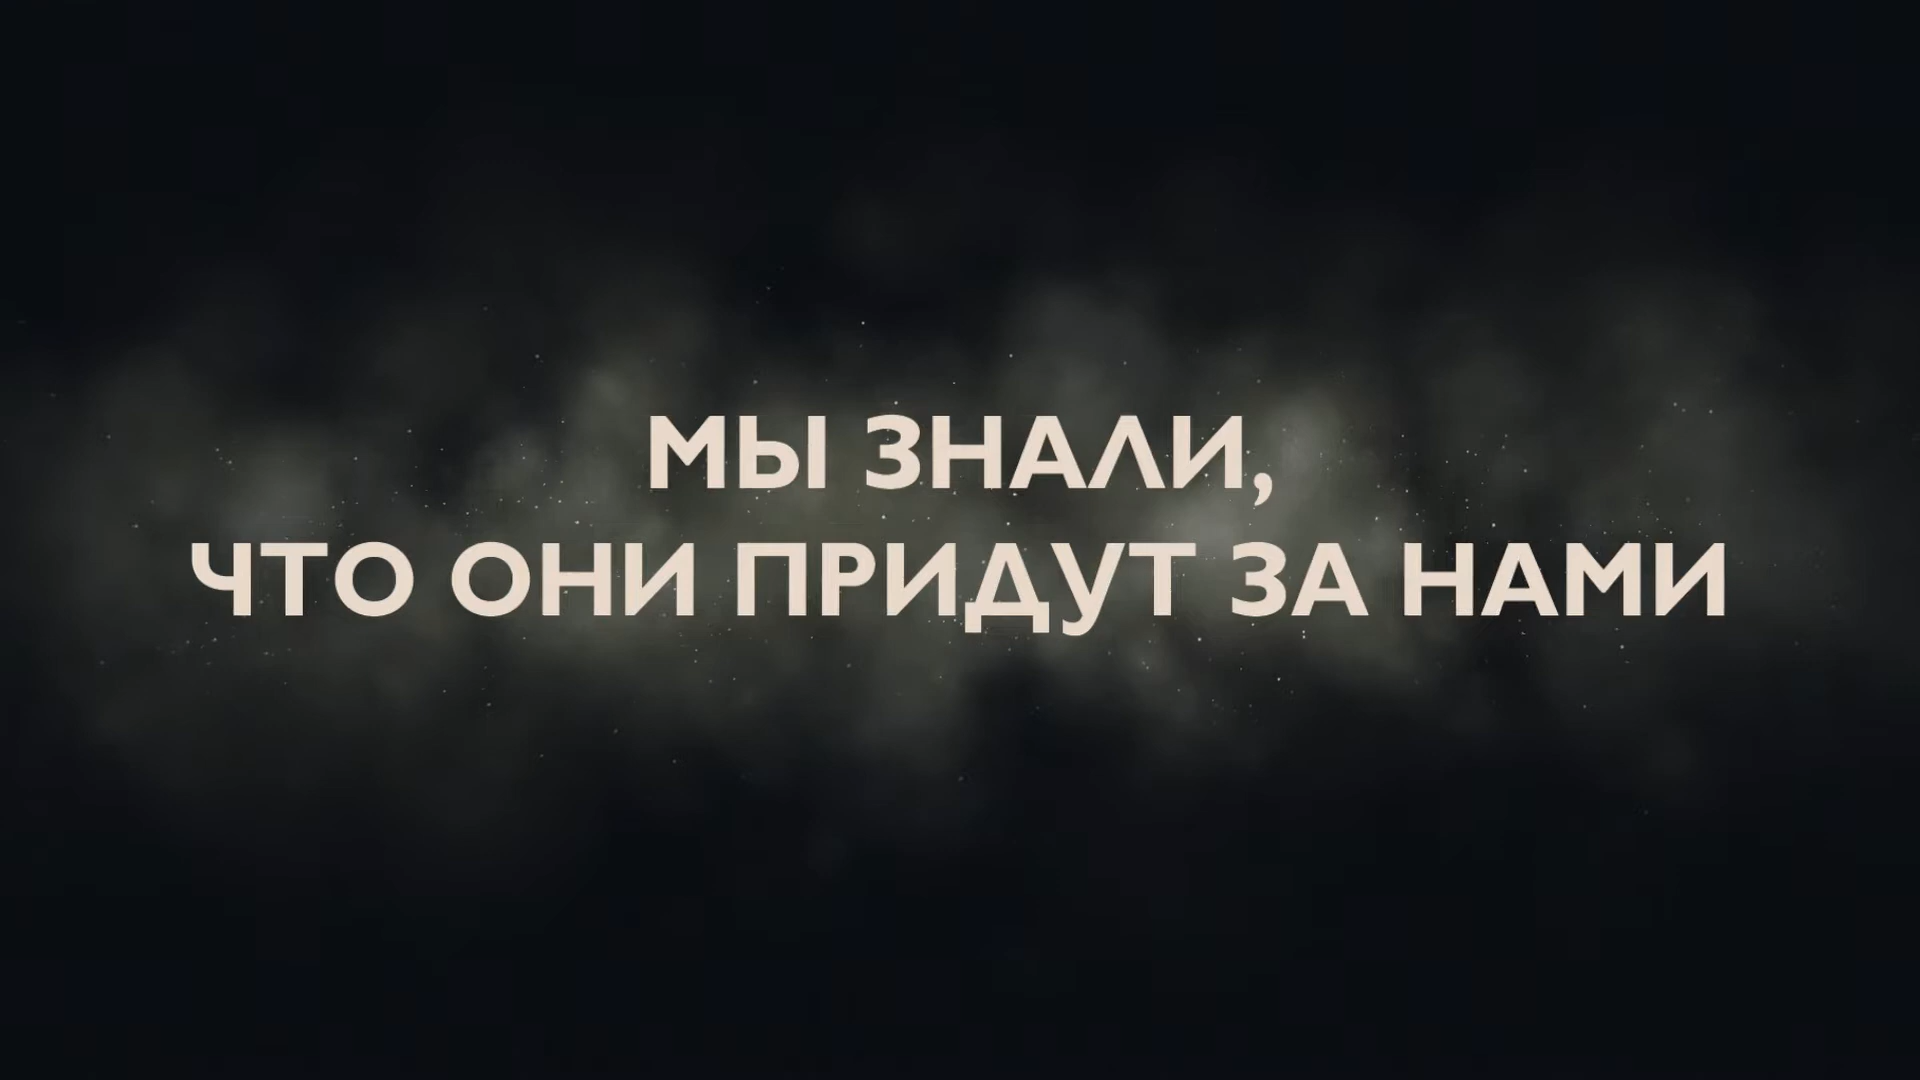 МЫ ЗНАЛИ,
ЧТО ОНИ ПРИДУТ ЗА НАМИ